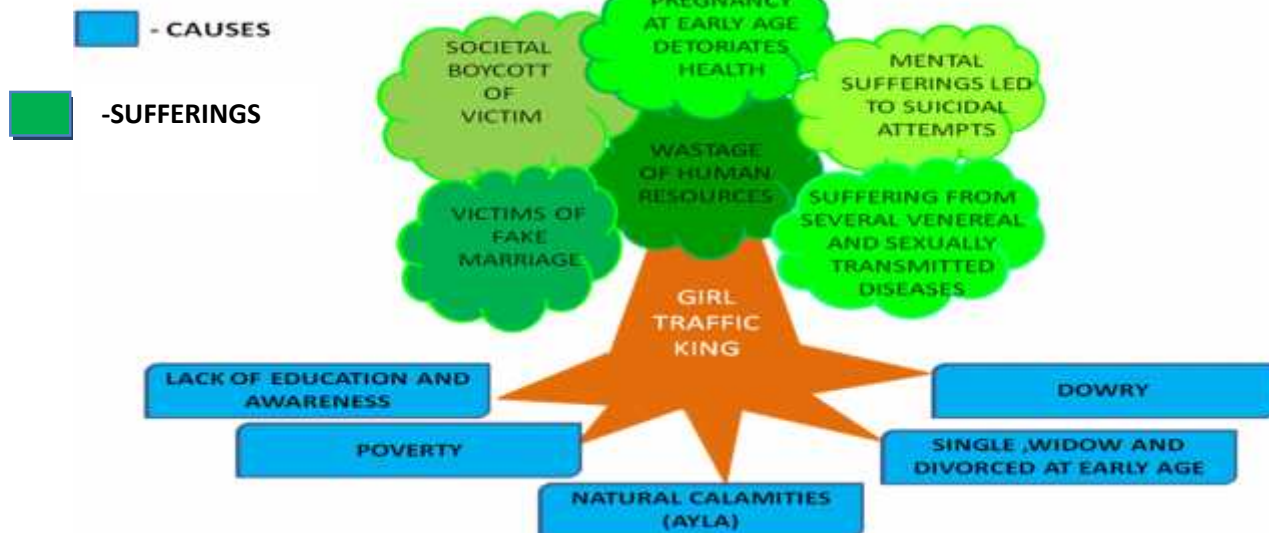 - CAUSES
-SUFFERINGS
SOCIETAL
BOYCOTT
OF
VICTIM
PREGNANCY
AT EARLY AGE
DETORIATES
HEALTH
MENTAL
SUFFERINGS LED
TO SUICIDAL
ATTEMPTS
WASTAGE
OF HUMAN
RESOURCES
VICTIMS OF
FAKE
MARRIAGE
SUFFERING FROM
SEVERAL VENEREAL
AND SEXUALLY
TRANSMITTED
DISEASES
GIRL
TRAFFIC
KING
LACK OF EDUCATION AND
AWARENESS
DOWRY
POVERTY
SINGLE ,WIDOW AND
DIVORCED AT EARLY AGE
NATURAL CALAMITIES
(AYLA)